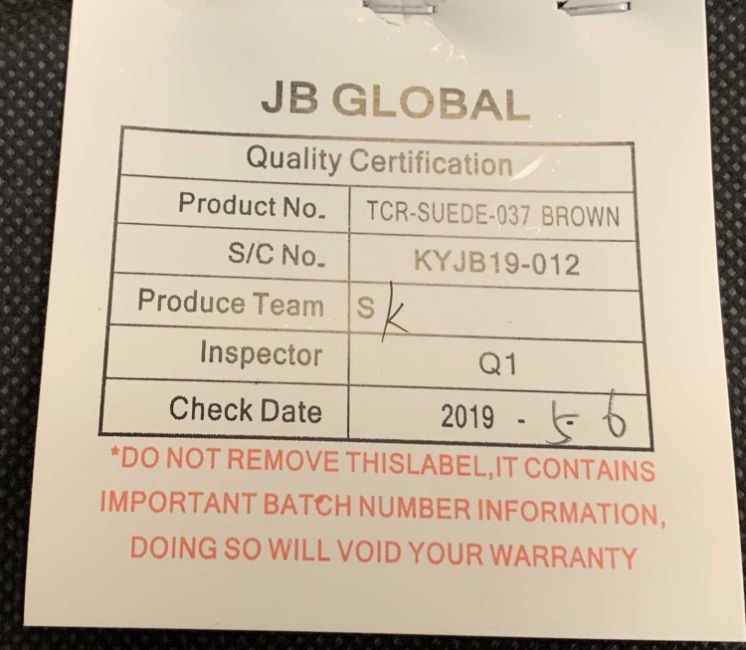 JB GLOBAL
Quality Certification
Product No. TCR-SUEDE-037 BROWN
S/C No. KYJB19-012
Produce Team S k
Inspector Q1
Check Date 2019 - 5-6
*DO NOT REMOVE THISLABEL,IT CONTAINS
IMPORTANT BATCH NUMBER INFORMATION,
DOING SO WILL VOID YOUR WARRANTY